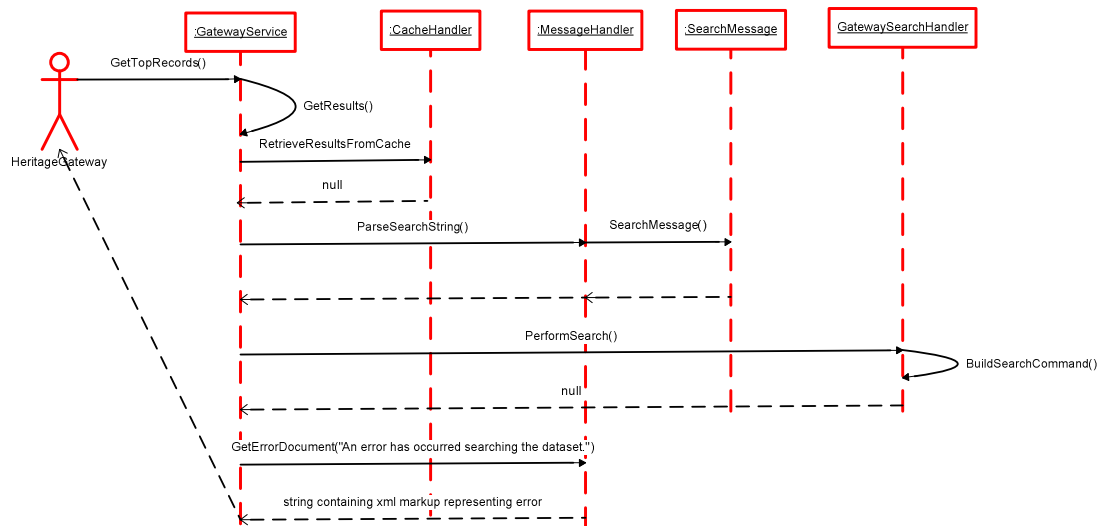 :GatewayService
:CacheHandler
:MessageHandler
:SearchMessage
GatewaySearchHandler
GetTopRecords()
GetResults()
HeritageGateway
RetrieveResultsFromCache
null
ParseSearchString()
SearchMessage()
PerformSearch()
BuildSearchCommand()
null
GetErrorDocument("An error has occurred searching the dataset.")
string containing xml markup representing error